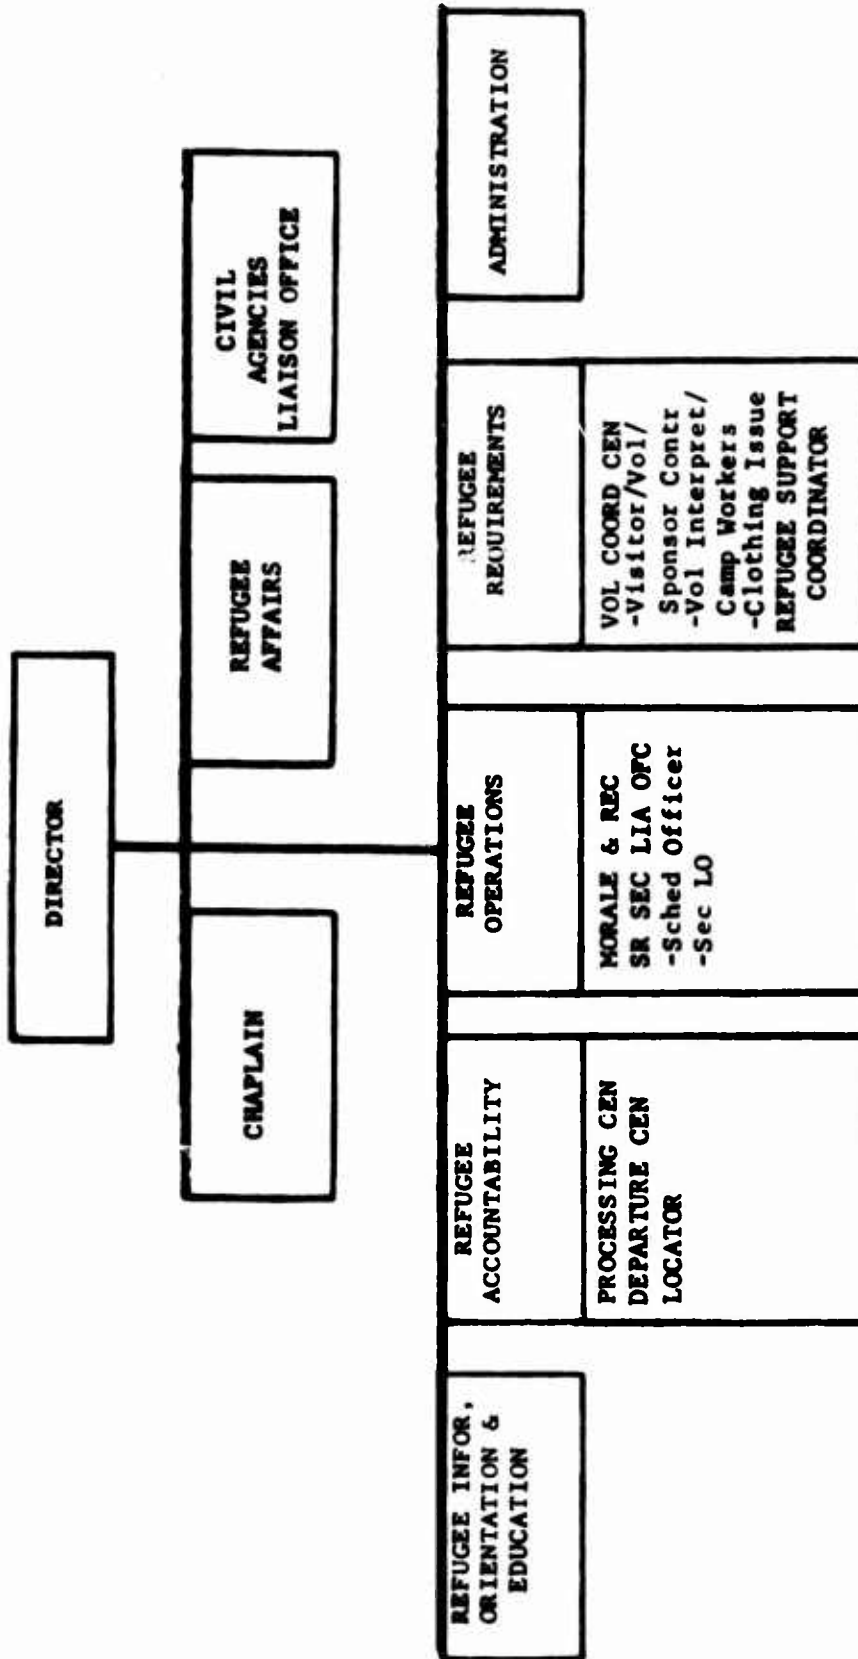 DIRECTOR
CHAPLAIN
REFUGEE
AFFAIRS
CIVIL
AGENCIES
LIAISON OFFICE
REFUGEE INFOR,
ORIENTATION &
EDUCATION
REFUGEE
ACCOUNTABILITY
PROCESSING CEN
DEPARTURE CEN
LOCATOR
REFUGEE
OPERATIONS
MORALE & REC
SR SEC LIA OFC
-Sched Officer
-Sec LO
REFUGEE
REQUIREMENTS
VOL COORD CEN
-Visitor/Vol/
Sponsor Contr
-Vol Interpret/
Camp Workers
-Clothing Issue
REFUGEE SUPPORT
COORDINATOR
ADMINISTRATION